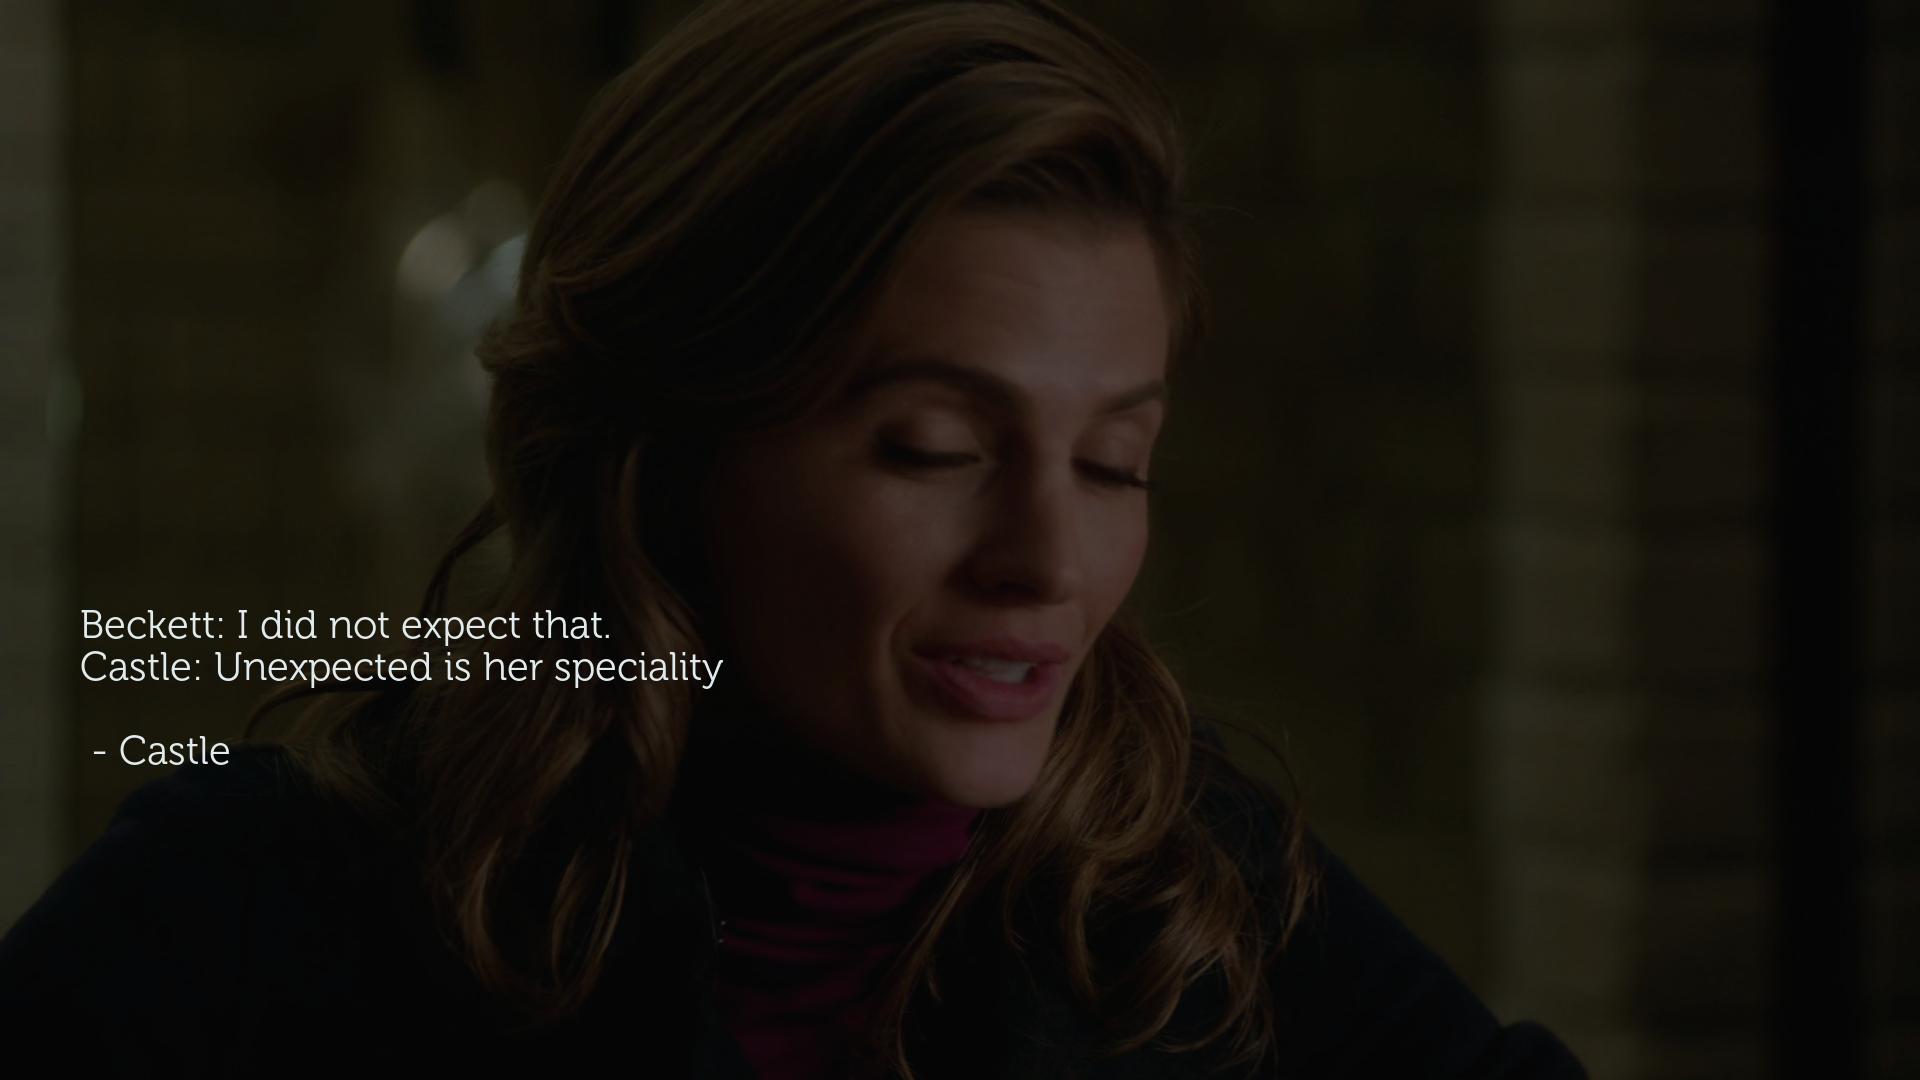 Beckett: I did not expect that.
Castle: Unexpected is her speciality
- Castle